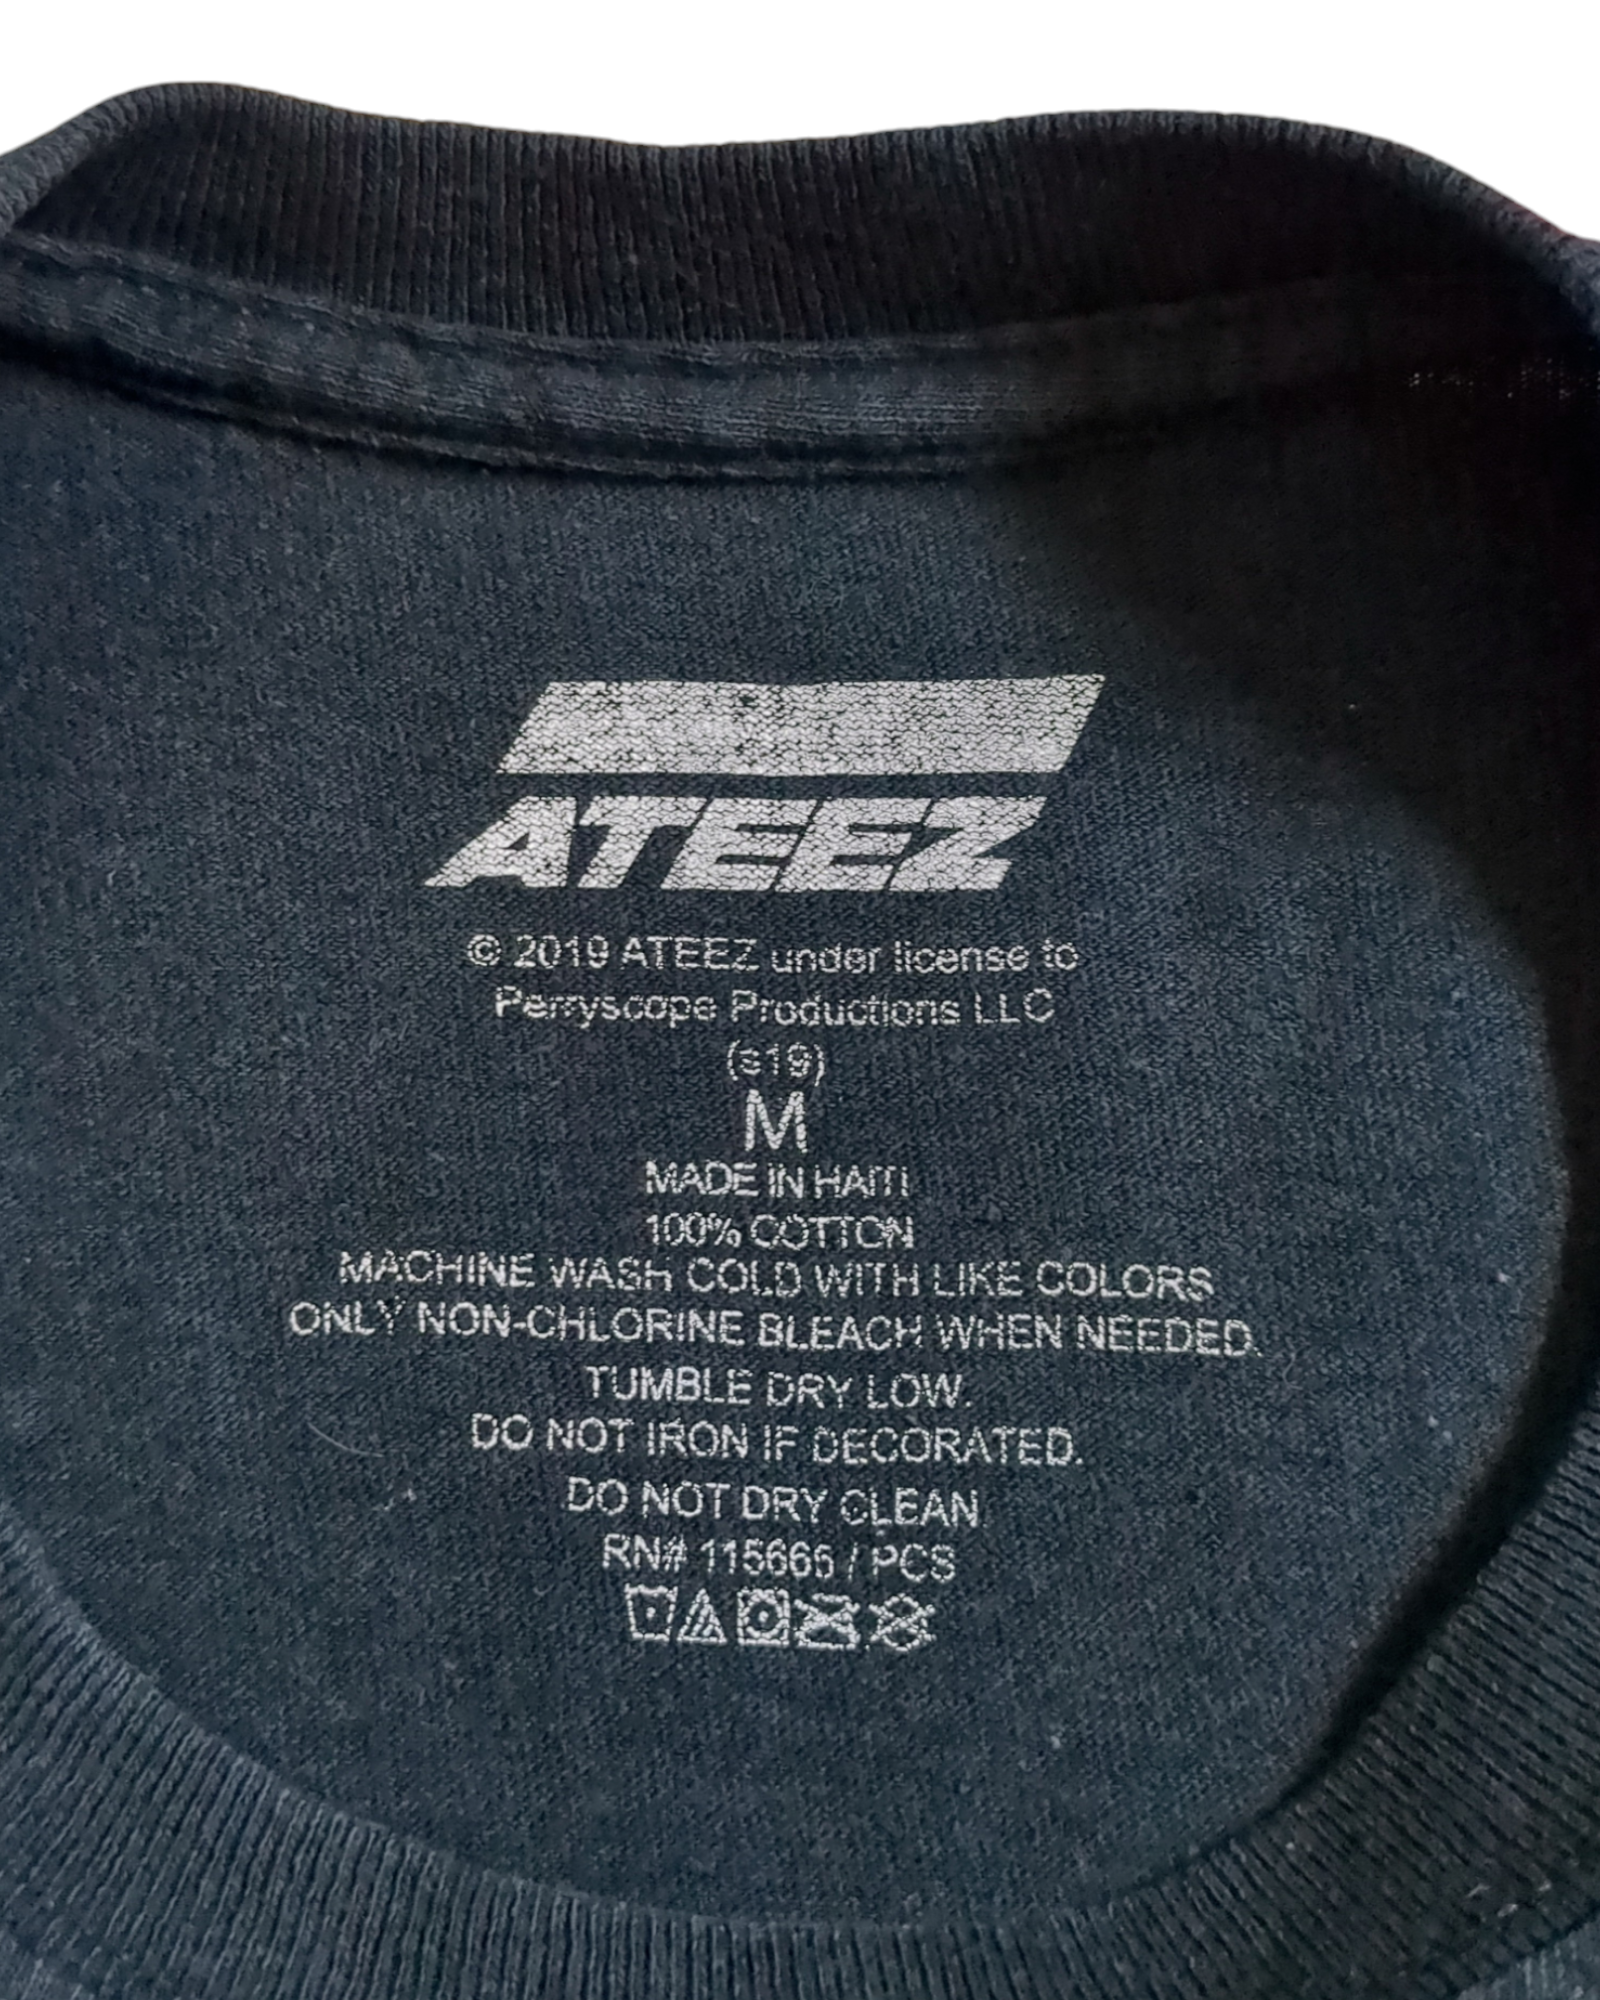 ATEEZ
© 2019 ATEEZ under license to
Perryscope Productions LLC
(s19)
M
MADE IN HAITI
100% COTTON
MACHINE WASH COLD WITH LIKE COLORS
ONLY NON-CHLORINE BLEACH WHEN NEEDED.
TUMBLE DRY LOW.
DO NOT IRON IF DECORATED.
DO NOT DRY CLEAN
RN# 115666 / PCS